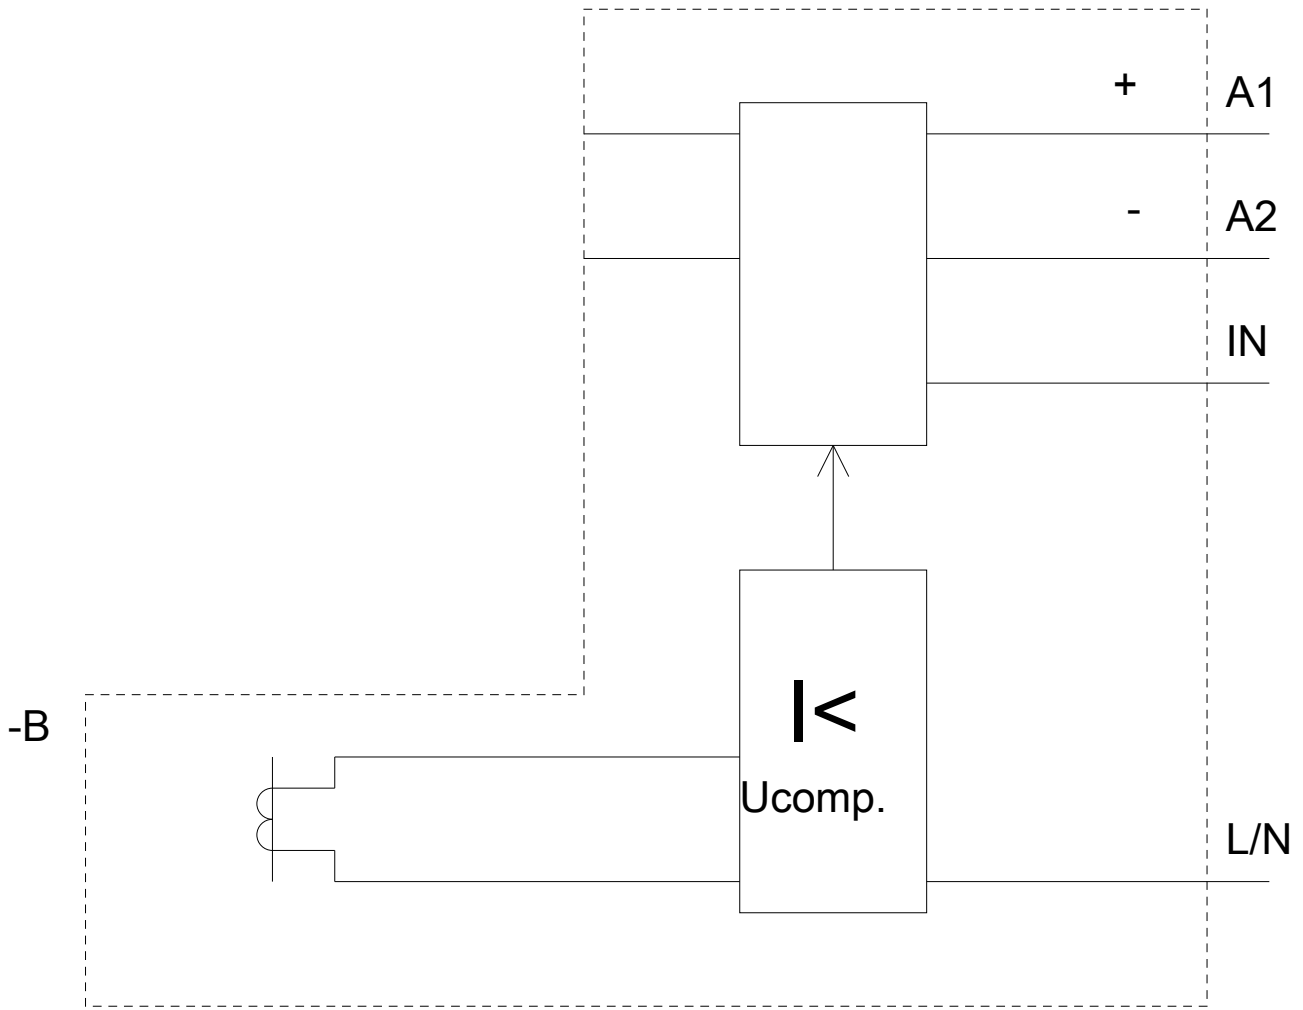 + A1
- A2
IN
I<
-B
Ucomp.
L/N